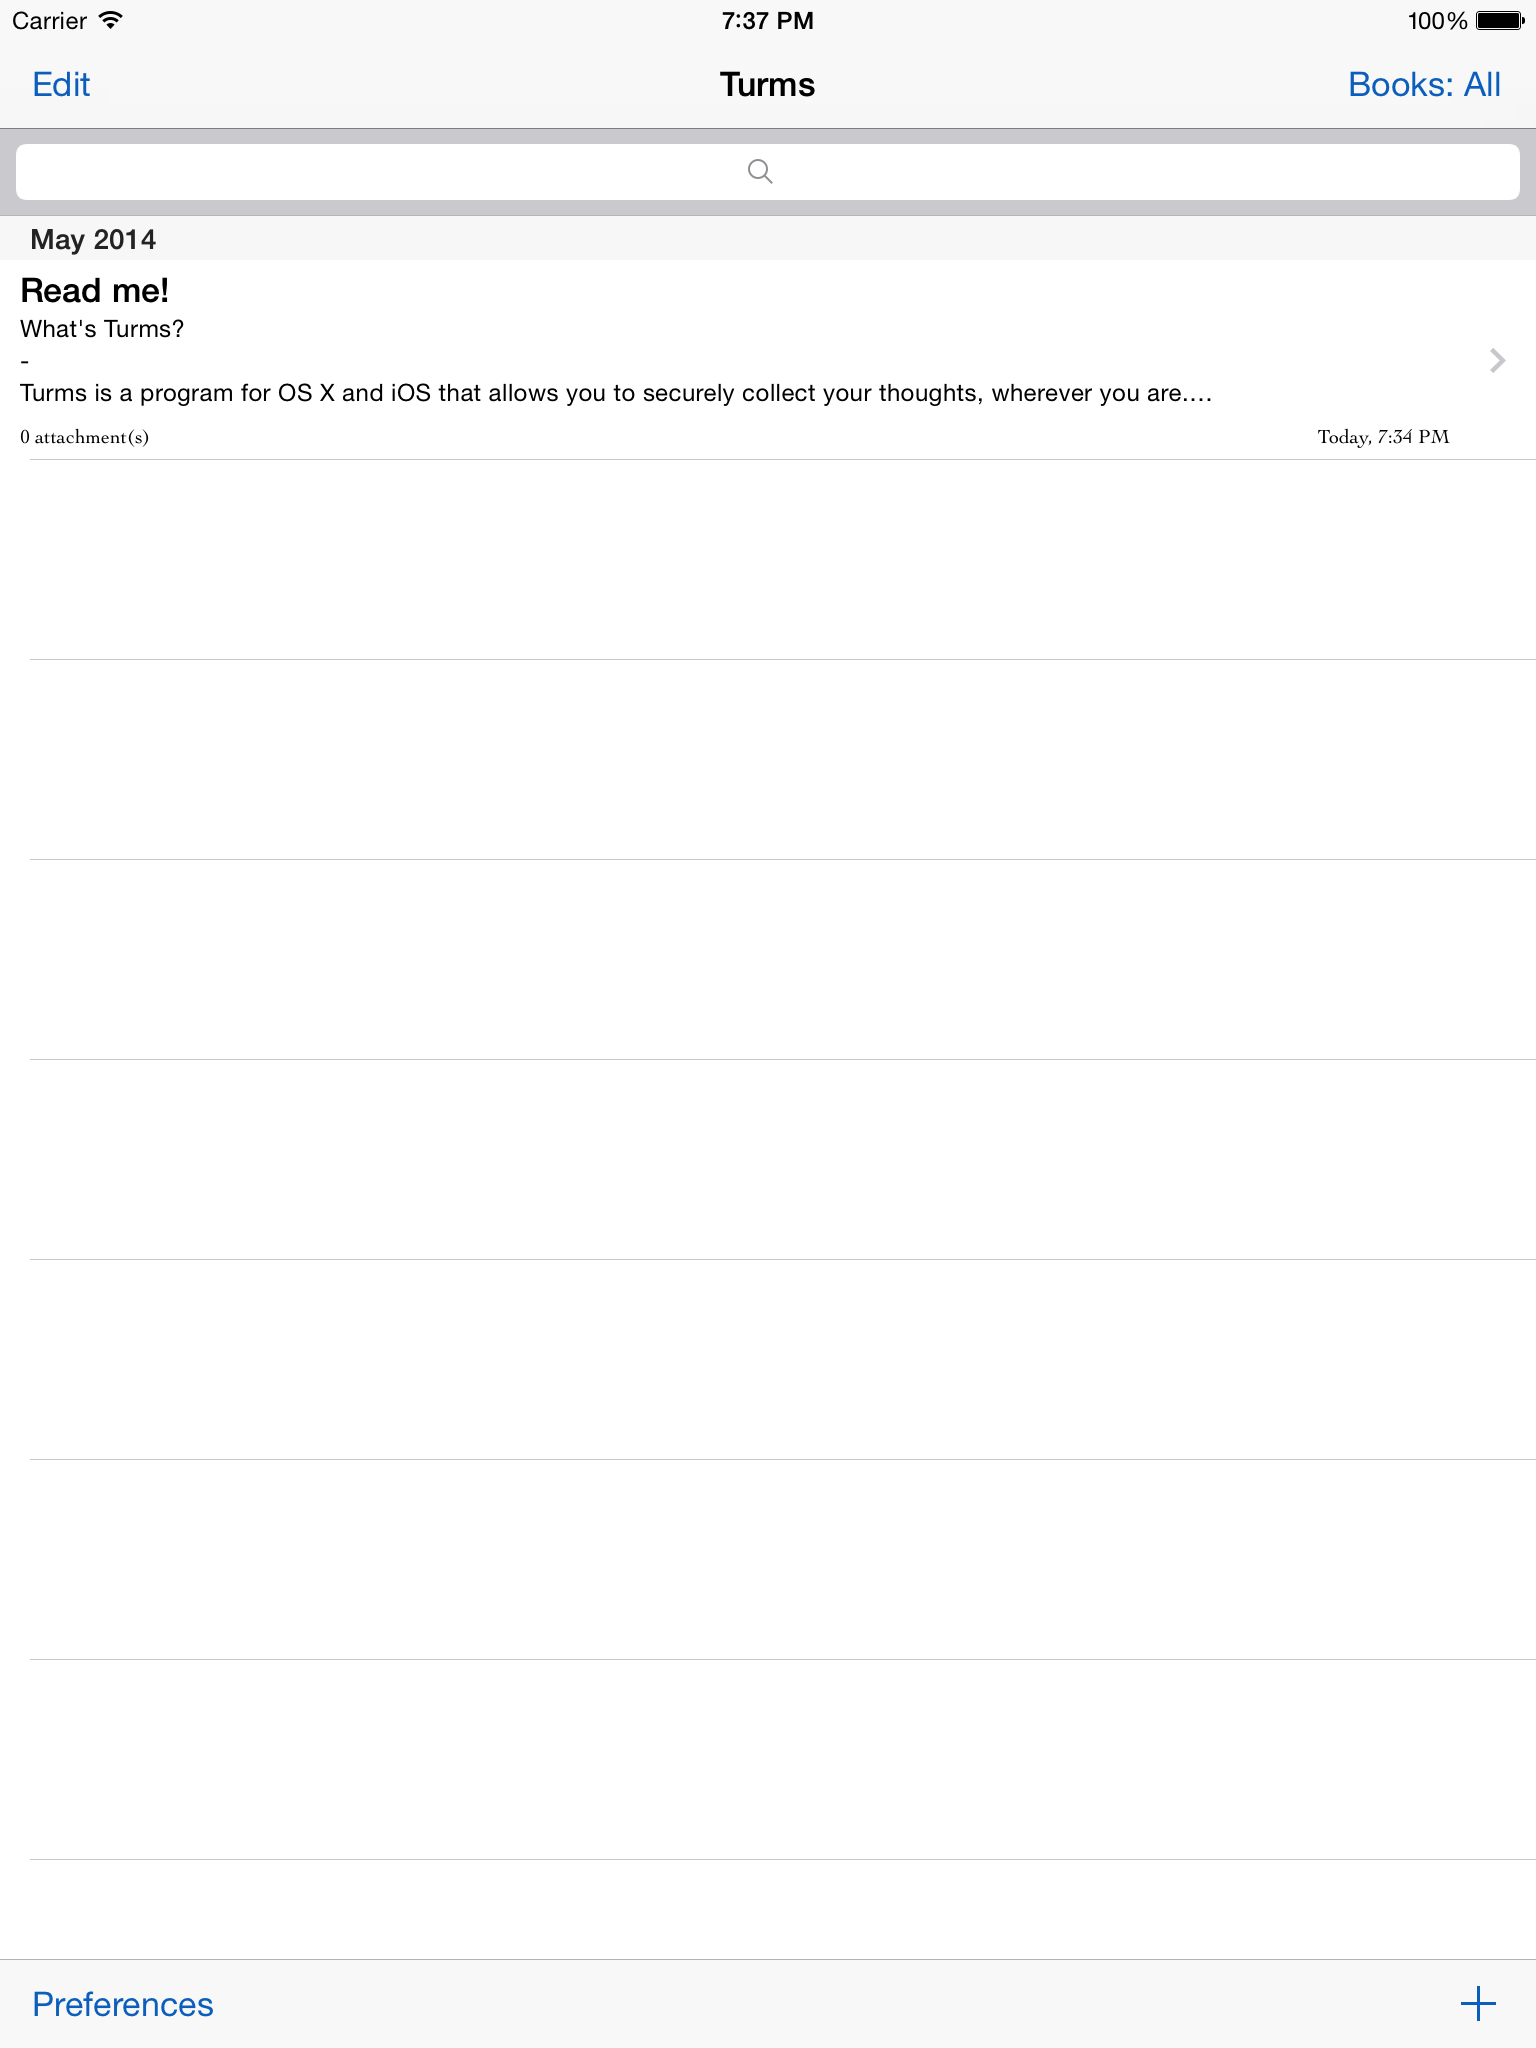 Carrier 7:37 PM 100%
Edit Turms Books: All
May 2014
Read me!
What's Turms?
-
Turms is a program for OS X and iOS that allows you to securely collect your thoughts, wherever you are....
0 attachment(s) Today, 7:34 PM
Preferences